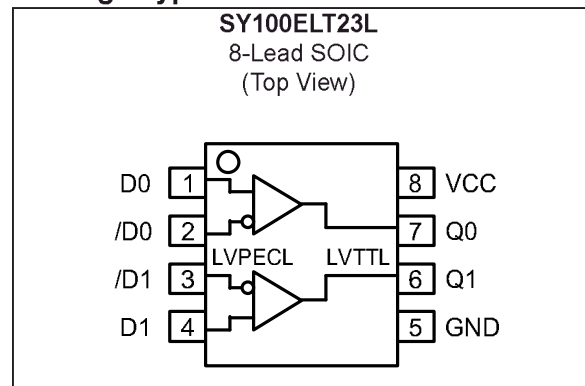 SY100ELT23L
8-Lead SOIC
(Top View)
D0 1 8 VCC
/D0 2 7 Q0
LVPECL LVTTL
/D1 3 6 Q1
D1 4 5 GND